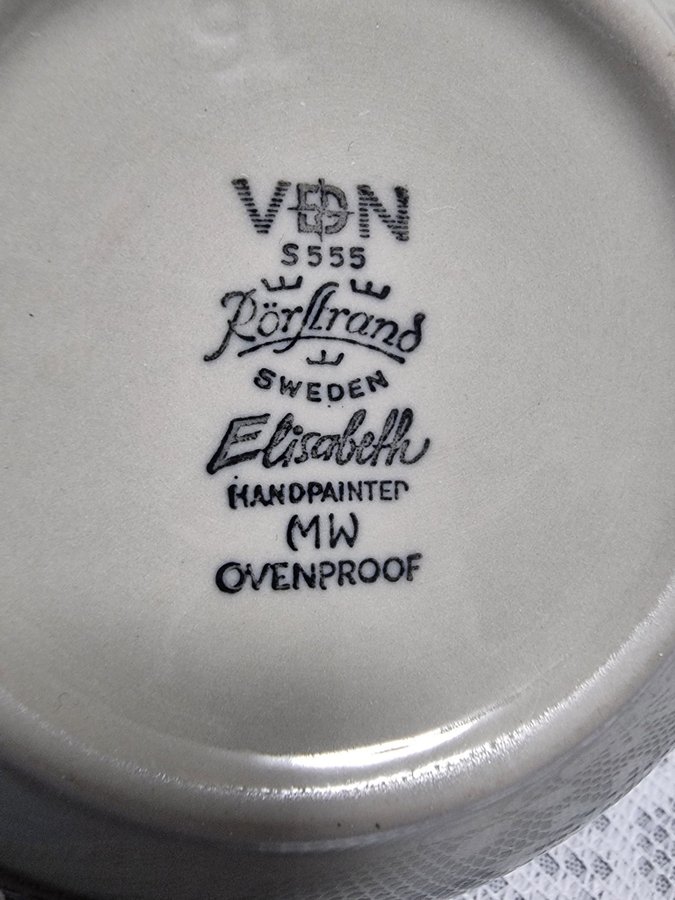 VDN
S555
Rörstrand
SWEDEN
Elisabeth
HANDPAINTED
MW
OVENPROOF